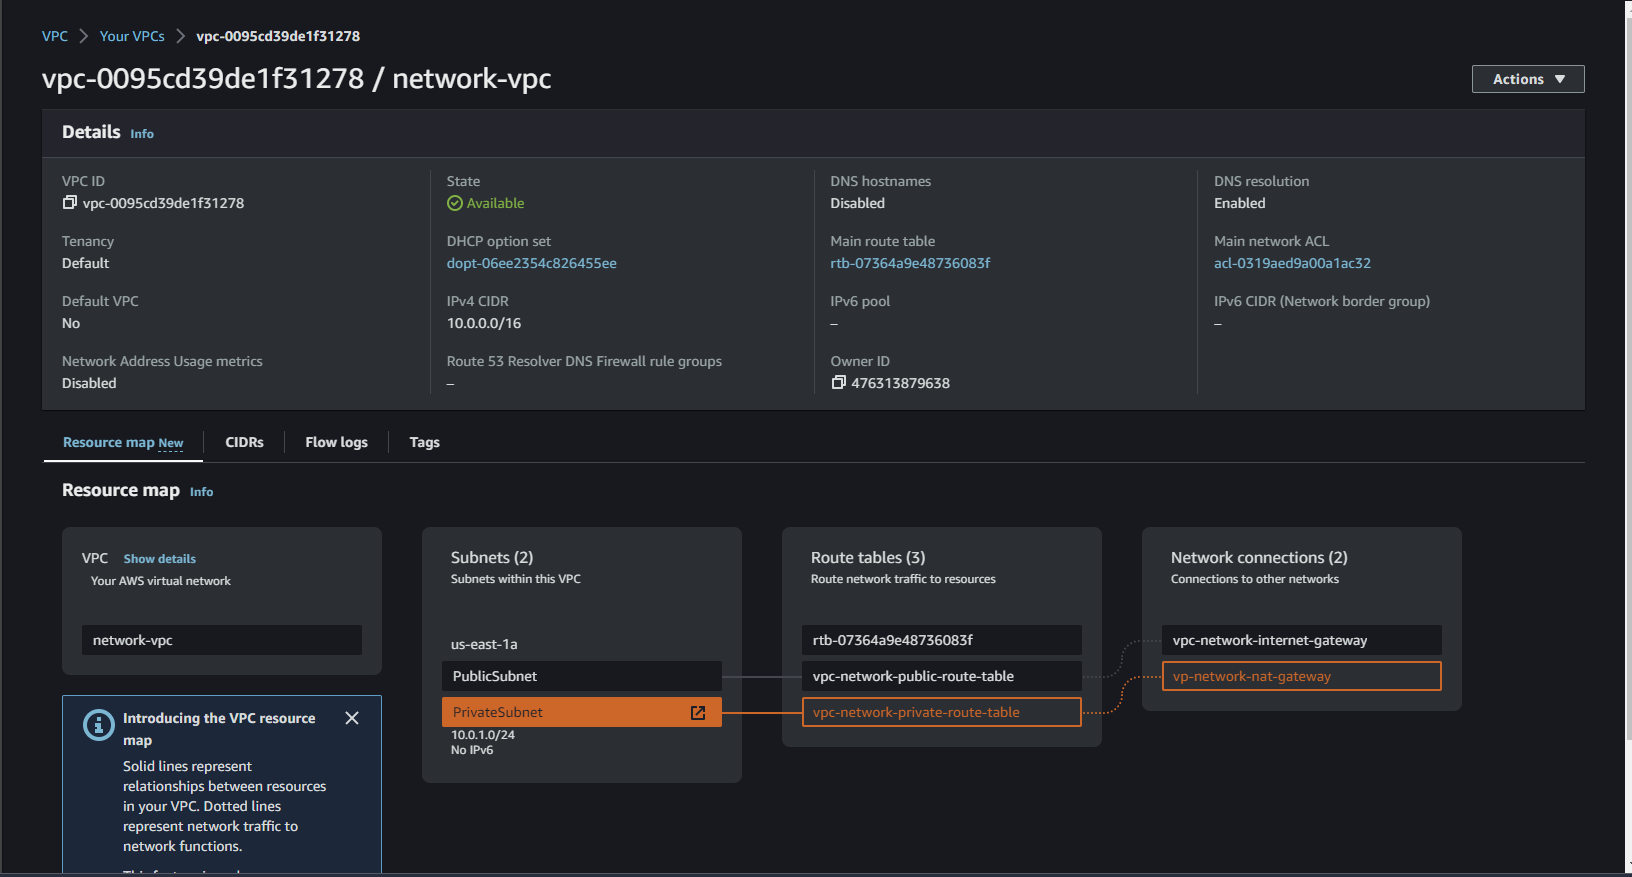 VPC > Your VPCs > vpc-0095cd39de1f31278
vpc-0095cd39de1f31278 / network-vpc
Actions ▼
Details Info
VPC ID
vpc-0095cd39de1f31278
State
Available
DNS hostnames
Disabled
DNS resolution
Enabled
Tenancy
Default
DHCP option set
dopt-06ee2354c826455ee
Main route table
rtb-07364a9e48736083f
Main network ACL
acl-0319aed9a00a1ac32
Default VPC
No
IPv4 CIDR
10.0.0.0/16
IPv6 pool
–
IPv6 CIDR (Network border group)
–
Network Address Usage metrics
Disabled
Route 53 Resolver DNS Firewall rule groups
–
Owner ID
476313879638
Resource map New
CIDRs
Flow logs
Tags
Resource map Info
VPC Show details
Your AWS virtual network
network-vpc
Introducing the VPC resource
map
Solid lines represent
relationships between resources
in your VPC. Dotted lines
represent network traffic to
network functions.
Subnets (2)
Subnets within this VPC
us-east-1a
PublicSubnet
PrivateSubnet
10.0.1.0/24
No IPv6
Route tables (3)
Route network traffic to resources
rtb-07364a9e48736083f
vpc-network-public-route-table
vpc-network-private-route-table
Network connections (2)
Connections to other networks
vpc-network-internet-gateway
vp-network-nat-gateway